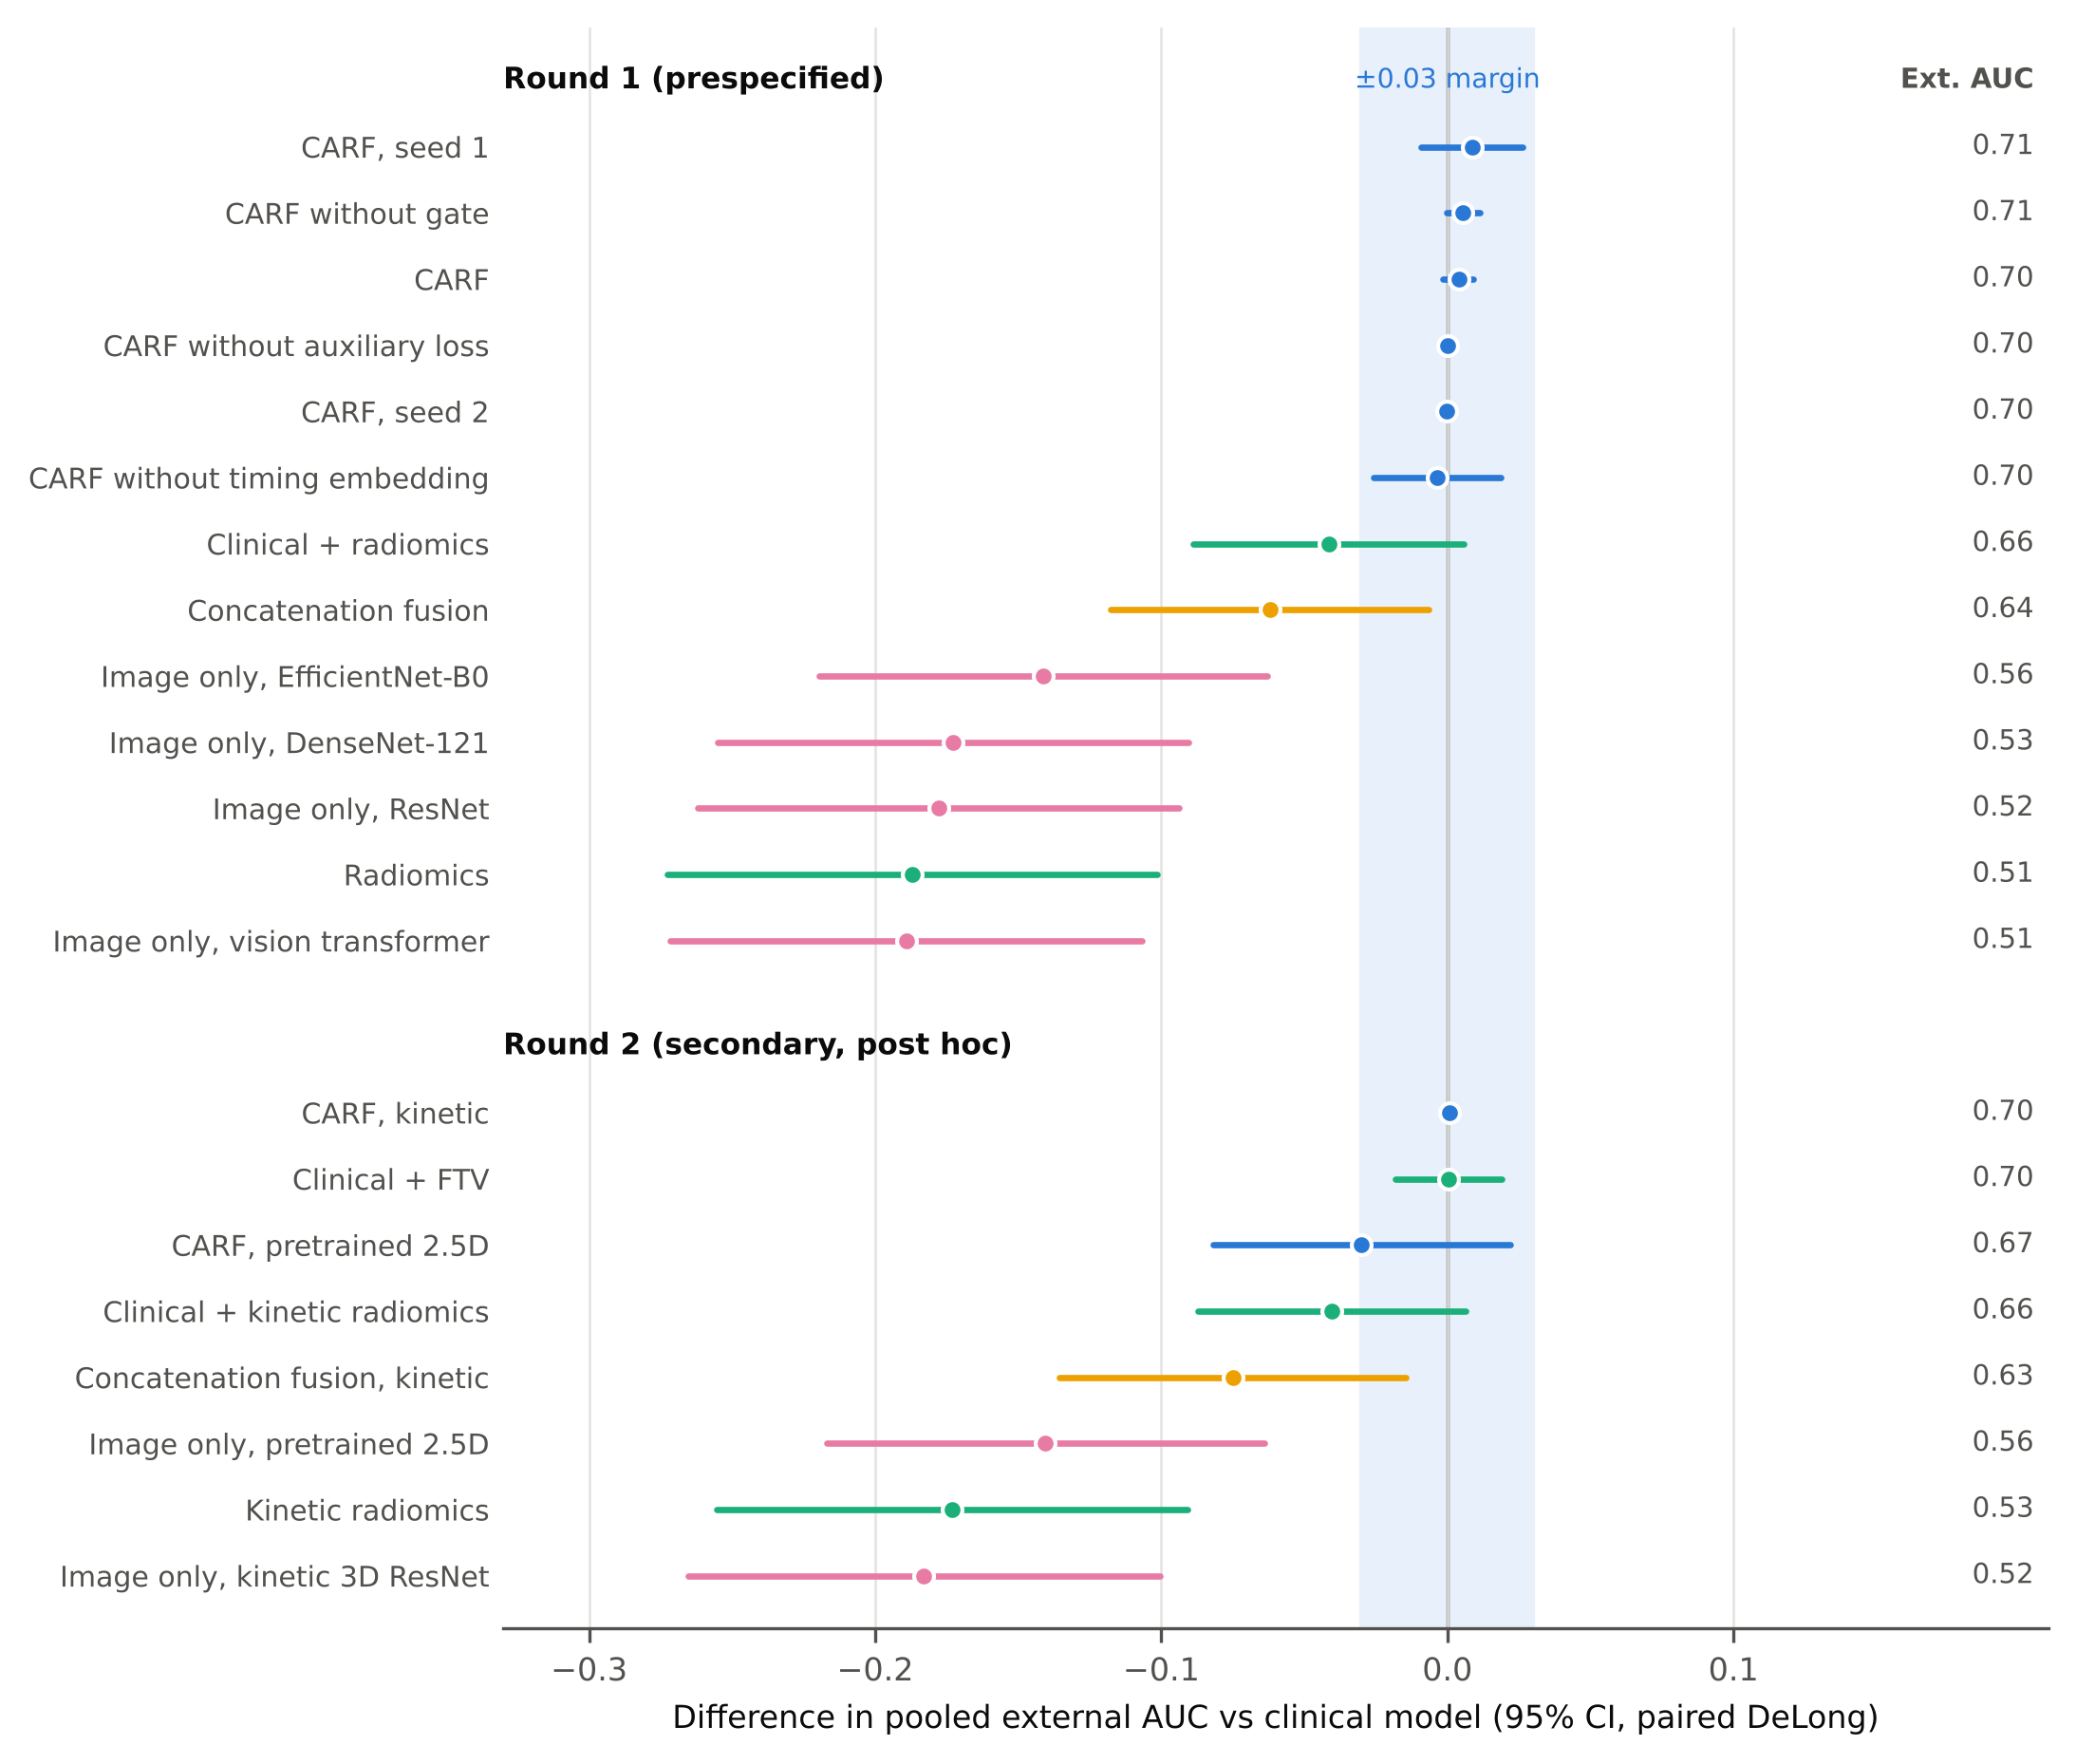 Round 1 (prespecified) ±0.03 margin Ext. AUC
CARF, seed 1 0.71
CARF without gate 0.71
CARF 0.70
CARF without auxiliary loss 0.70
CARF, seed 2 0.70
CARF without timing embedding 0.70
Clinical + radiomics 0.66
Concatenation fusion 0.64
Image only, EfficientNet-B0 0.56
Image only, DenseNet-121 0.53
Image only, ResNet 0.52
Radiomics 0.51
Image only, vision transformer 0.51
Round 2 (secondary, post hoc)
CARF, kinetic 0.70
Clinical + FTV 0.70
CARF, pretrained 2.5D 0.67
Clinical + kinetic radiomics 0.66
Concatenation fusion, kinetic 0.63
Image only, pretrained 2.5D 0.56
Kinetic radiomics 0.53
Image only, kinetic 3D ResNet 0.52
−0.3 −0.2 −0.1 0.0 0.1
Difference in pooled external AUC vs clinical model (95% CI, paired DeLong)